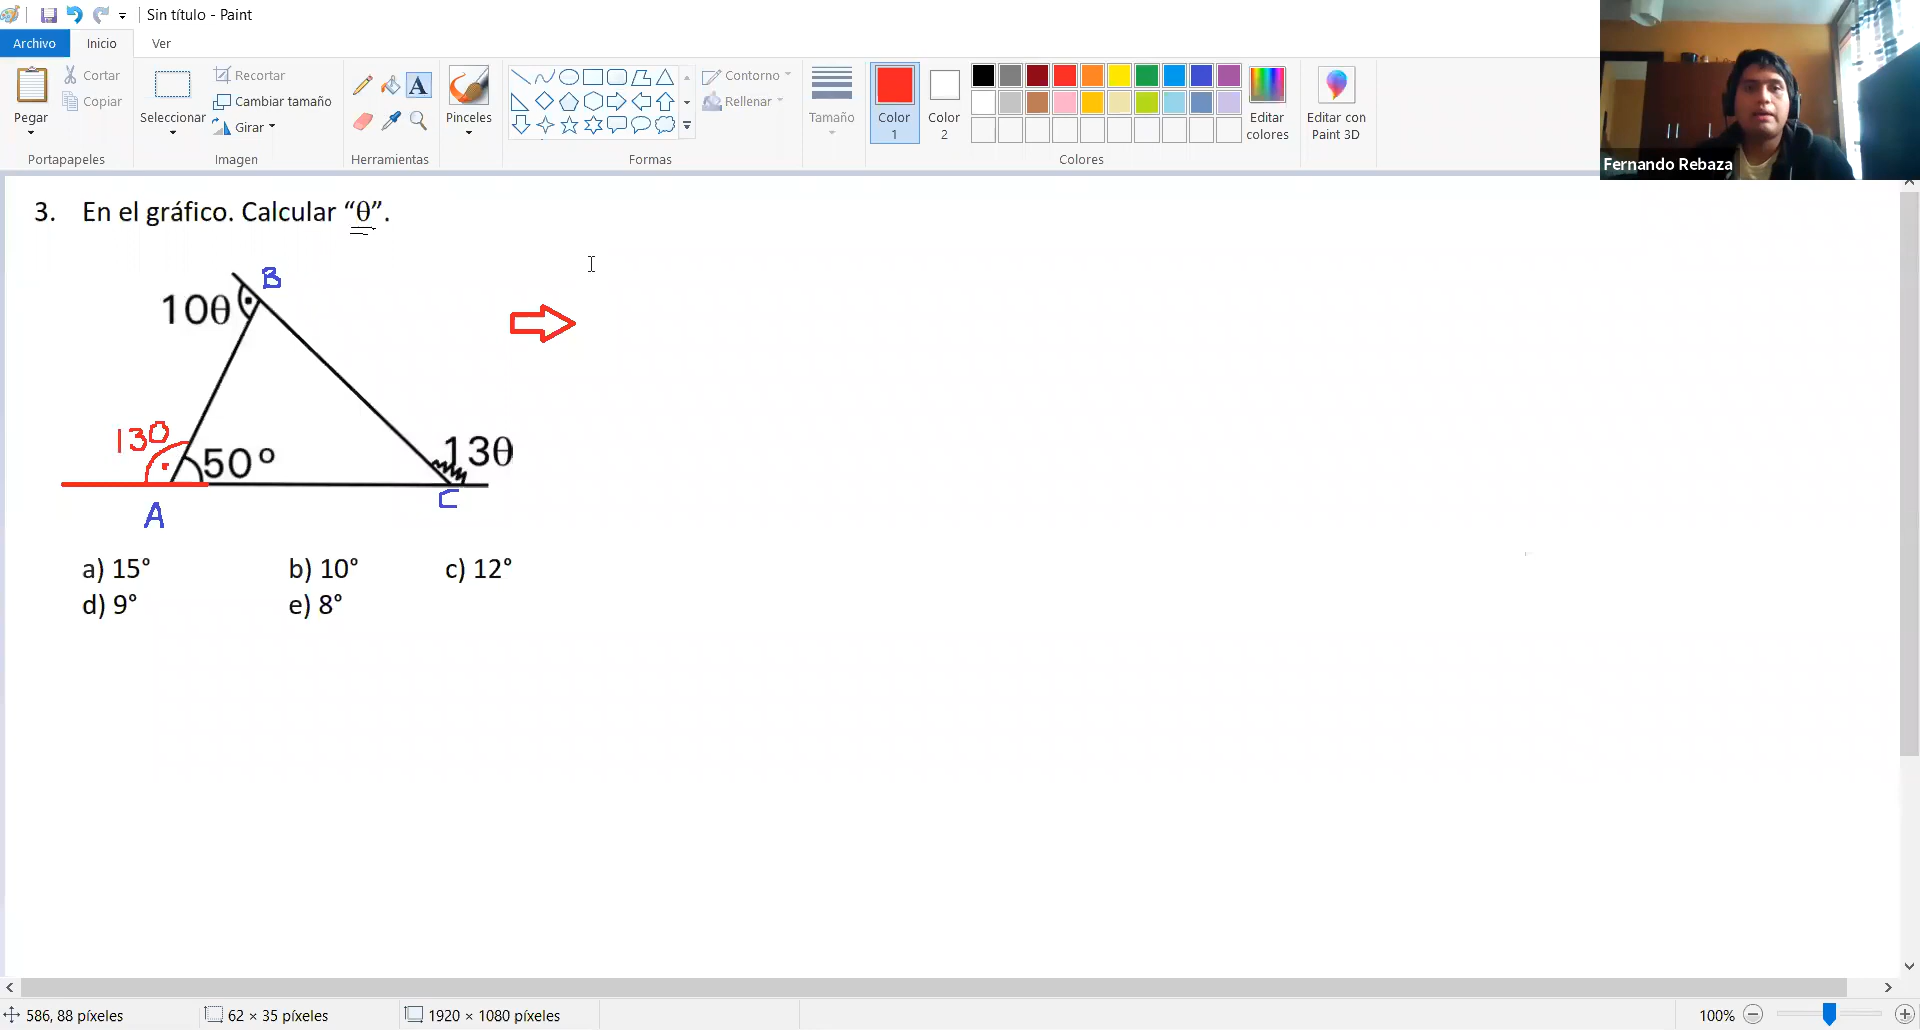 Sin título - Paint
Archivo Inicio Ver
Pegar
Cortar
Copiar
Portapapeles
Seleccionar
Recortar
Cambiar tamaño
Girar
Imagen
A
Herramientas
Pinceles
Contorno
Rellenar
Formas
Tamaño
Color 1
Color 2
Editar colores
Editar con Paint 3D
Colores
Fernando Rebaza
3. En el gráfico. Calcular “θ”.
B
10θ
130
50°
13θ
A
C
a) 15° b) 10° c) 12°
d) 9° e) 8°
586, 88 píxeles 62 × 35 píxeles 1920 × 1080 píxeles 100%